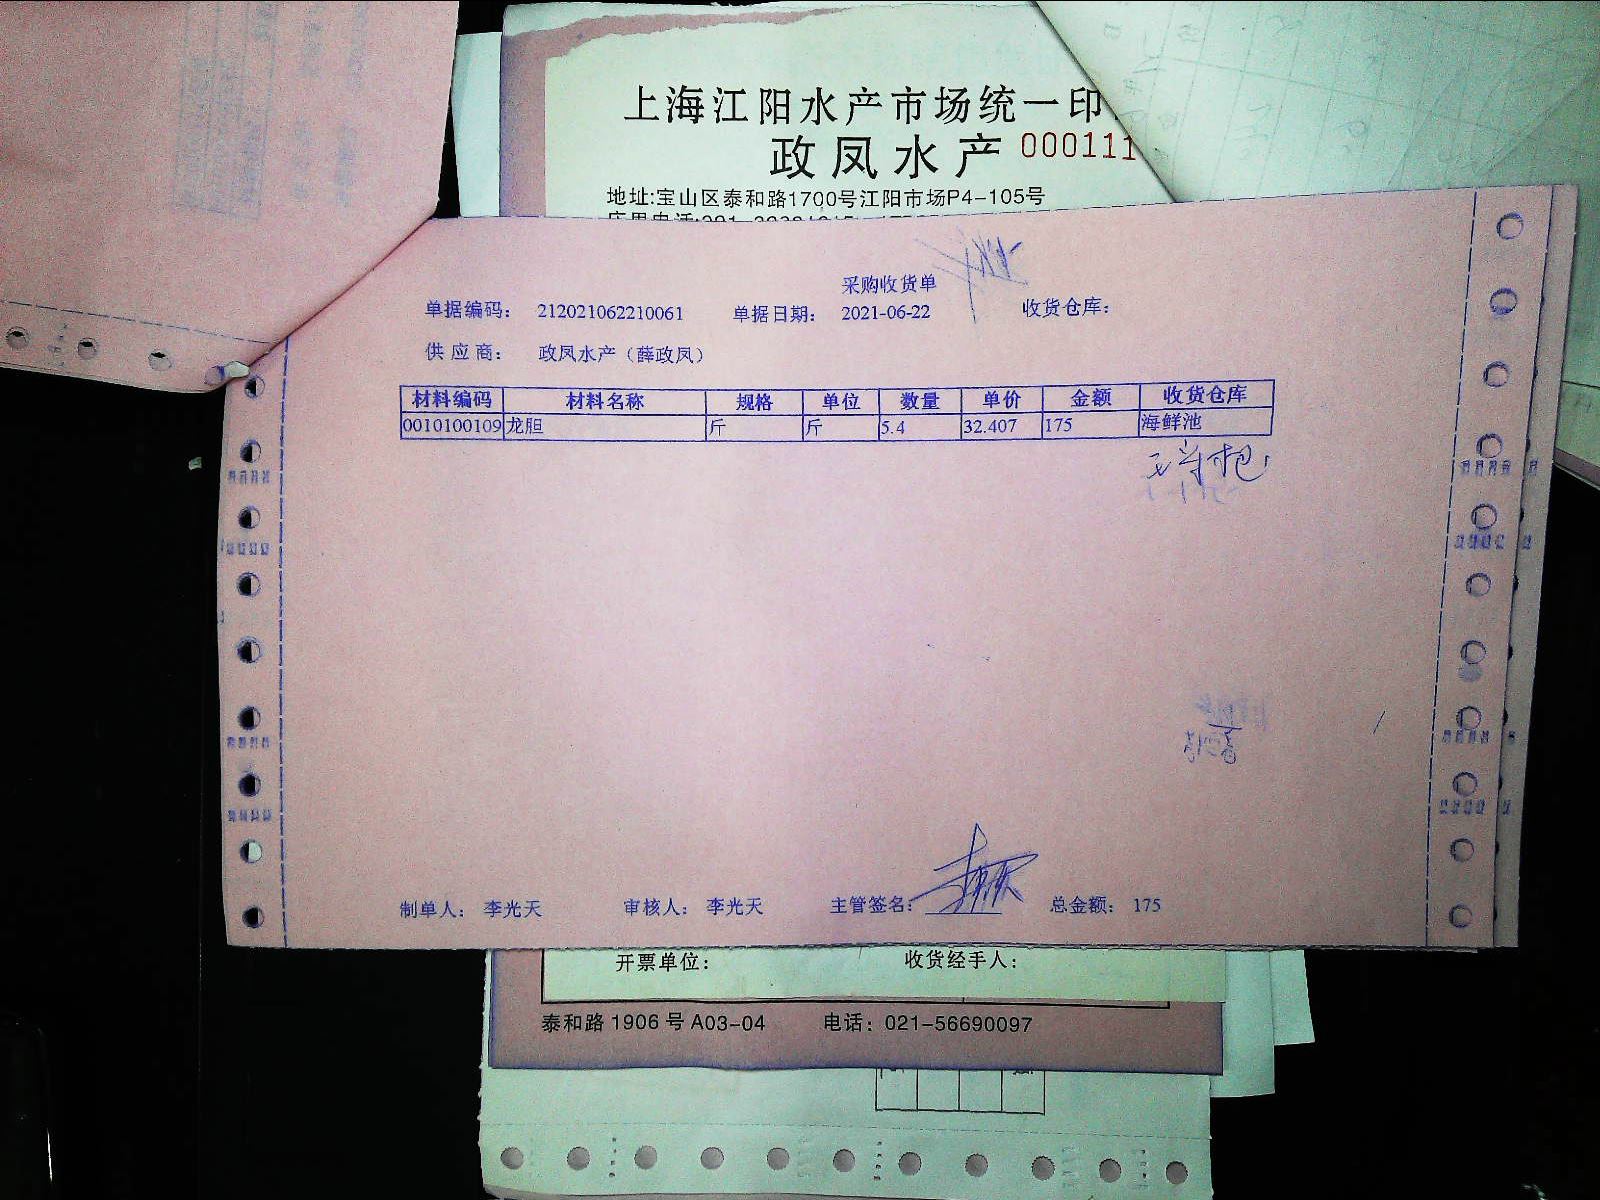 上海江阳水产市场统一印
政凤水产 000111
地址:宝山区泰和路1700号江阳市场P4-105号
采购收货单
单据编码： 212021062210061 单据日期： 2021-06-22 收货仓库：
供应商： 政凤水产（薛政凤）
材料编码 材料名称 规格 单位 数量 单价 金额 收货仓库
0010100109 龙胆 斤 斤 5.4 32.407 175 海鲜池
制单人： 李光天 审核人： 李光天 主管签名： 总金额： 175
开票单位： 收货经手人：
泰和路 1906 号 A03-04 电话：021-56690097